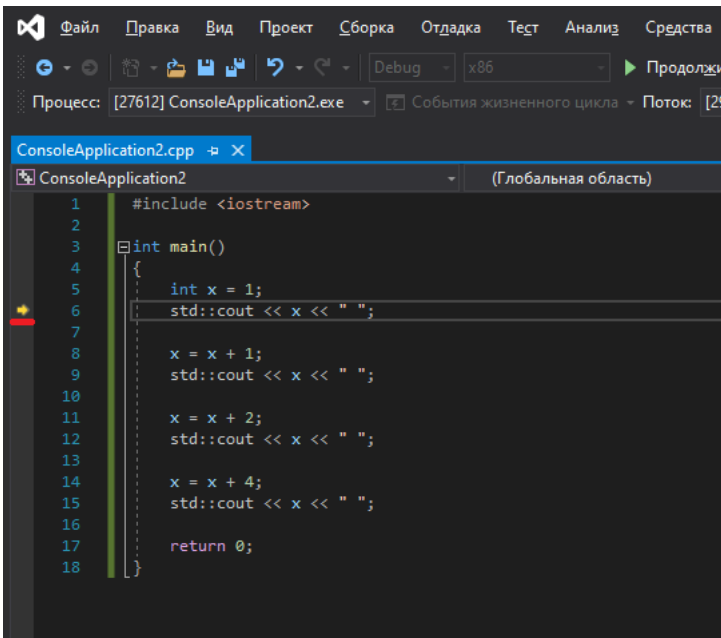 Файл Правка Вид Проект Сборка Отладка Тест Анализ Средства
Debug x86
Процесс: [27612] ConsoleApplication2.exe События жизненного цикла Поток:
ConsoleApplication2.cpp
ConsoleApplication2 (Глобальная область)
1 #include <iostream>
2
3 int main()
4 {
5 int x = 1;
6 std::cout << x << " ";
7
8 x = x + 1;
9 std::cout << x << " ";
10
11 x = x + 2;
12 std::cout << x << " ";
13
14 x = x + 4;
15 std::cout << x << " ";
16
17 return 0;
18 }